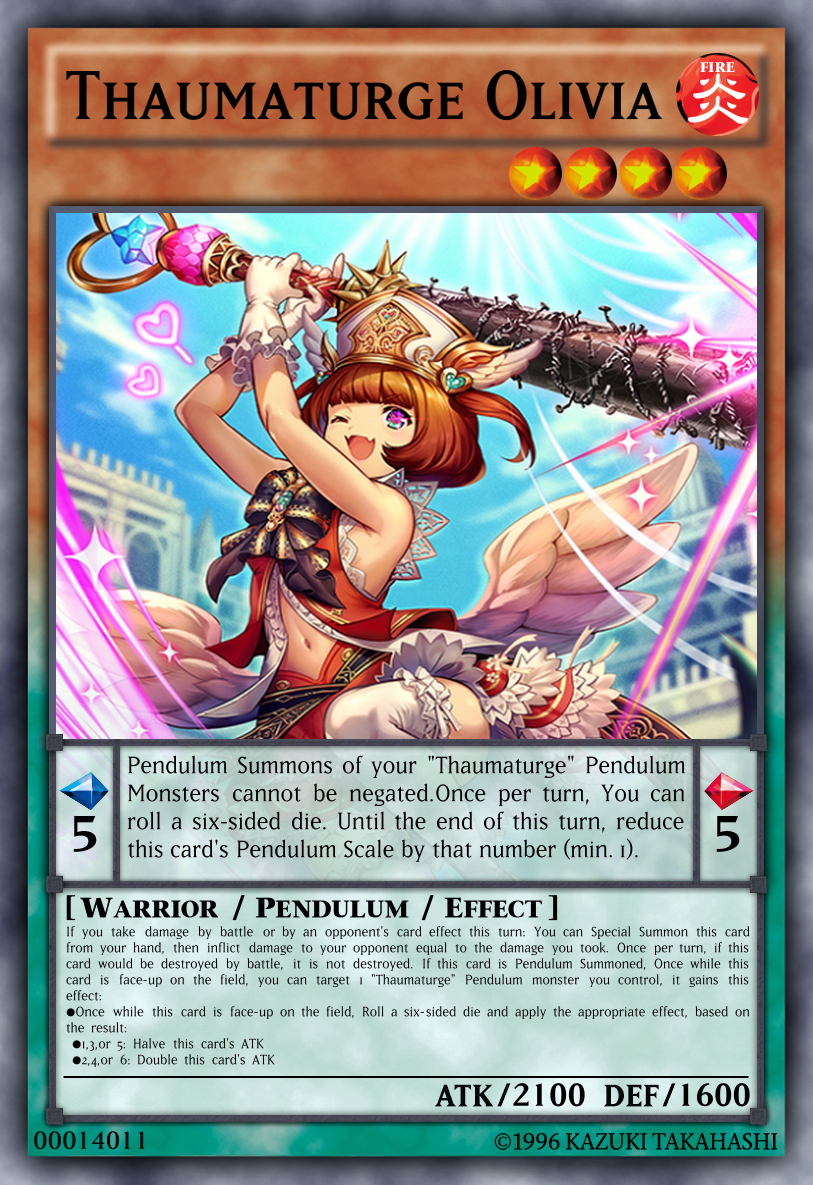 Thaumaturge Olivia
FIRE
炎
Pendulum Summons of your "Thaumaturge" Pendulum
Monsters cannot be negated.Once per turn, You can
roll a six-sided die. Until the end of this turn, reduce
this card's Pendulum Scale by that number (min. 1).
5
5
[ Warrior / Pendulum / Effect ]
If you take damage by battle or by an opponent's card effect this turn: You can Special Summon this card
from your hand, then inflict damage to your opponent equal to the damage you took. Once per turn, if this
card would be destroyed by battle, it is not destroyed. If this card is Pendulum Summoned, Once while this
card is face-up on the field, you can target 1 "Thaumaturge" Pendulum monster you control, it gains this
effect:
●Once while this card is face-up on the field, Roll a six-sided die and apply the appropriate effect, based on
the result:
●1,3,or 5: Halve this card's ATK
●2,4,or 6: Double this card's ATK
ATK/2100 DEF/1600
00014011
©1996 KAZUKI TAKAHASHI